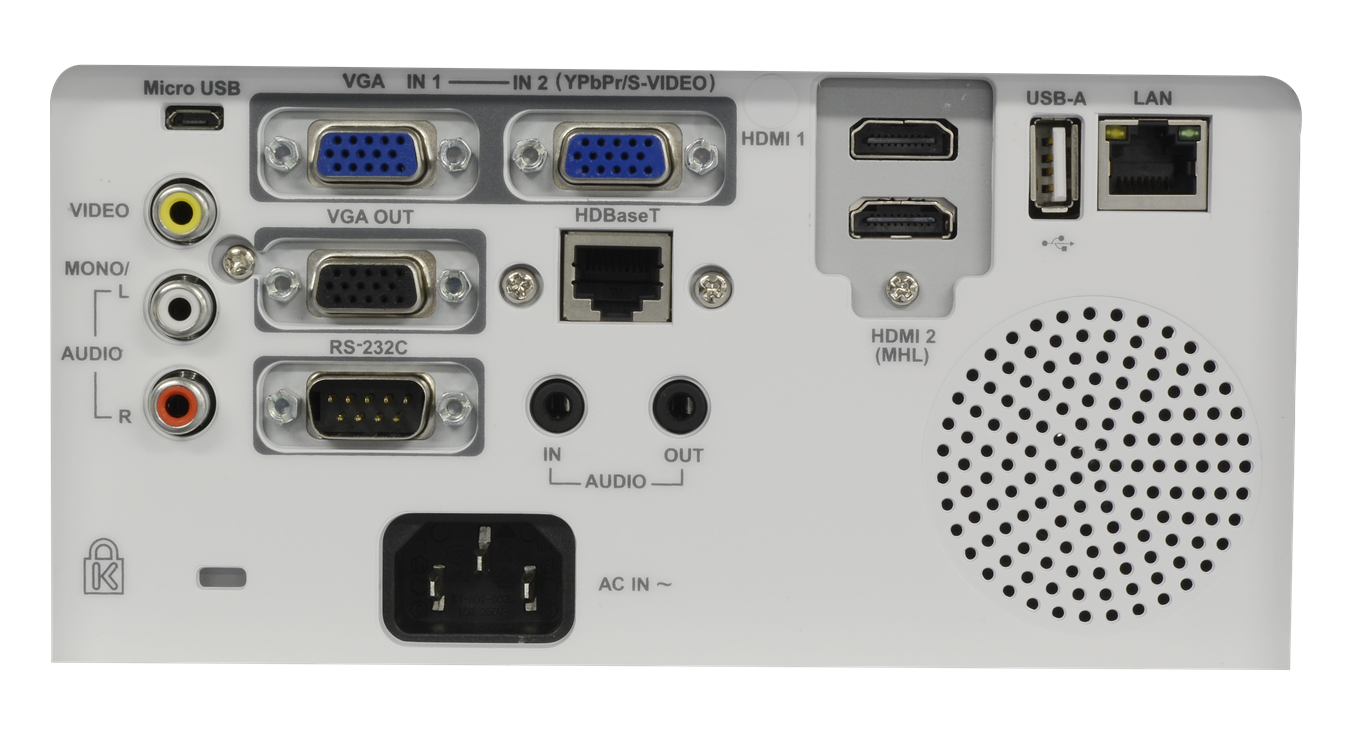 Micro USB
VGA IN 1 IN 2 (YPbPr/S-VIDEO)
HDMI 1
USB-A
LAN
VIDEO
VGA OUT
HDBaseT
MONO/
L
AUDIO
R
RS-232C
HDMI 2
(MHL)
IN
OUT
AUDIO
K
AC IN ~